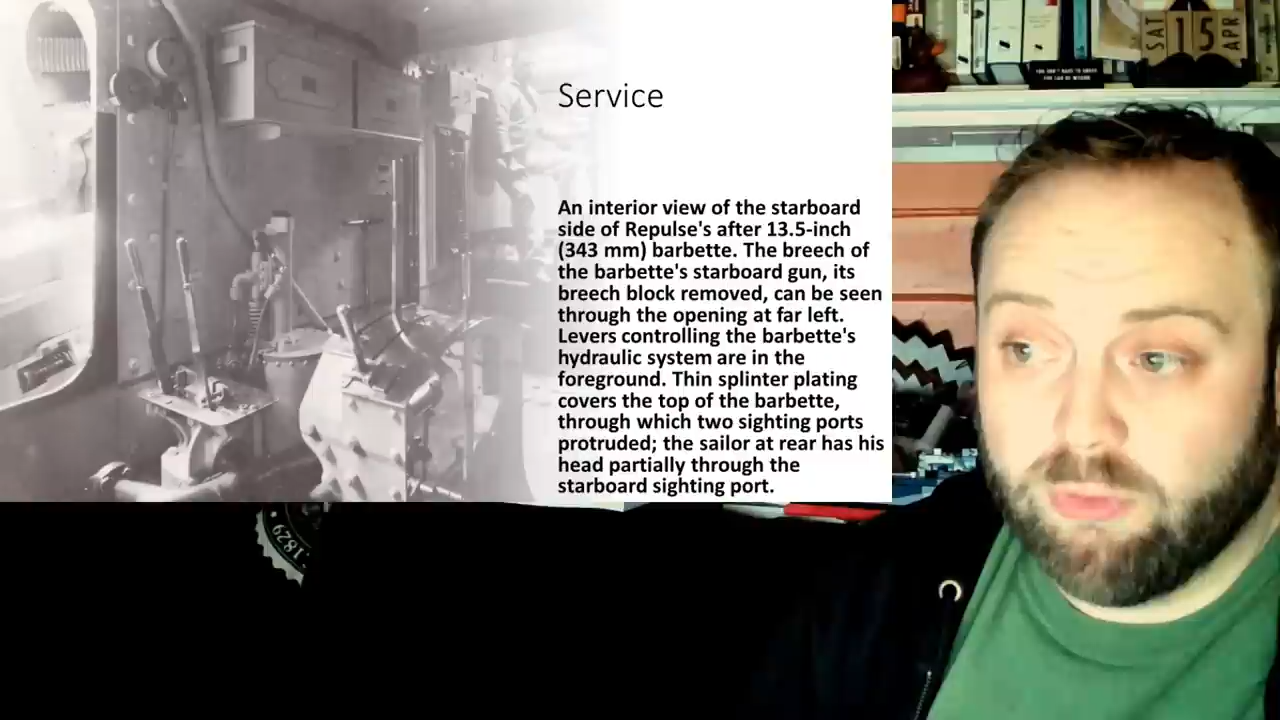 Service
An interior view of the starboard
side of Repulse's after 13.5-inch
(343 mm) barbette. The breech of
the barbette's starboard gun, its
breech block removed, can be seen
through the opening at far left.
Levers controlling the barbette's
hydraulic system are in the
foreground. Thin splinter plating
covers the top of the barbette,
through which two sighting ports
protruded; the sailor at rear has his
head partially through the
starboard sighting port.
SAT 15 APR
1829